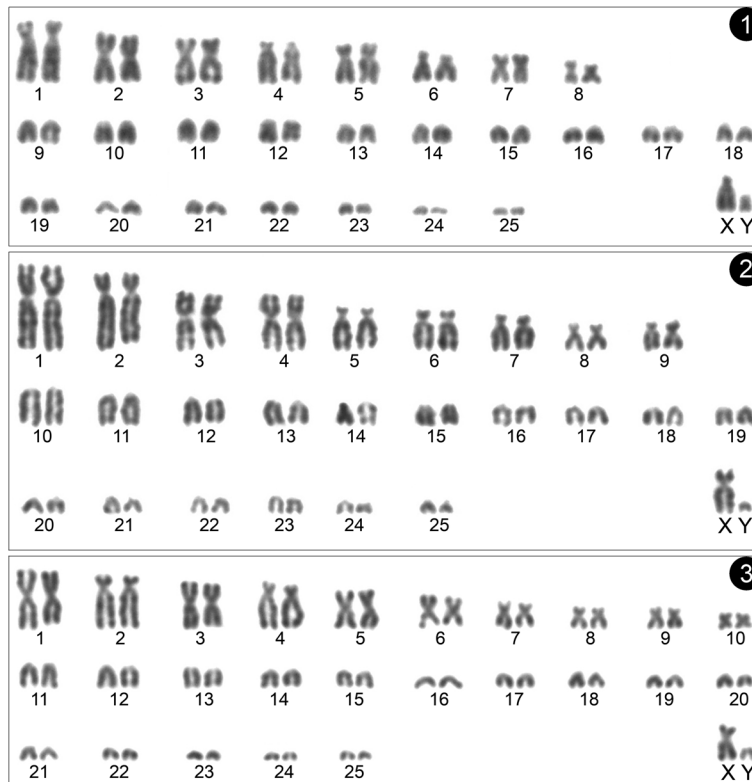 1
1 2 3 4 5 6 7 8
9 10 11 12 13 14 15 16 17 18
19 20 21 22 23 24 25 X Y
2
1 2 3 4 5 6 7 8 9
10 11 12 13 14 15 16 17 18 19
20 21 22 23 24 25 X Y
3
1 2 3 4 5 6 7 8 9 10
11 12 13 14 15 16 17 18 19 20
21 22 23 24 25 X Y